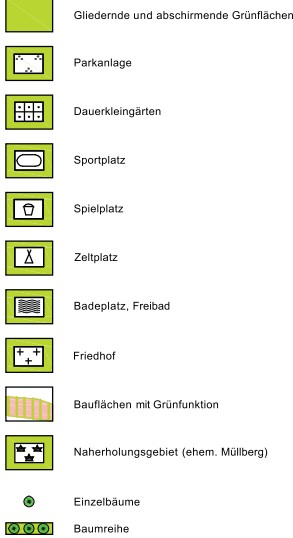 Gliedernde und abschirmende Grünflächen
Parkanlage
Dauerkleingärten
Sportplatz
Spielplatz
Zeltplatz
Badeplatz, Freibad
Friedhof
Bauflächen mit Grünfunktion
Naherholungsgebiet (ehem. Müllberg)
Einzelbäume
Baumreihe